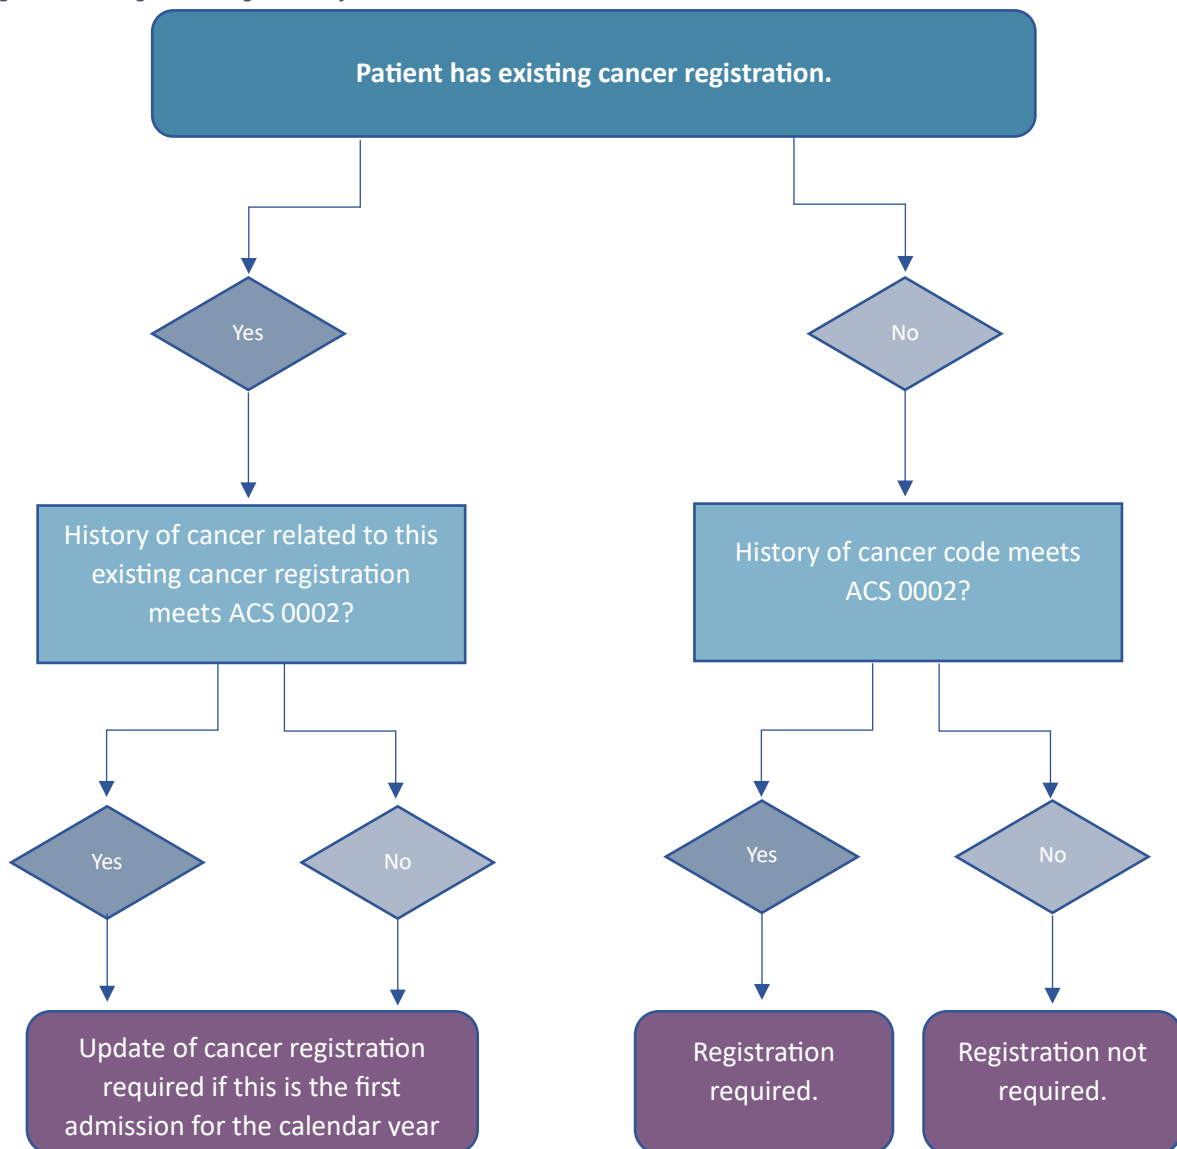 Patient has existing cancer registration.
Yes
No
History of cancer related to this
existing cancer registration
meets ACS 0002?
History of cancer code meets
ACS 0002?
Yes
No
Yes
No
Update of cancer registration
required if this is the first
admission for the calendar year
Registration
required.
Registration not
required.